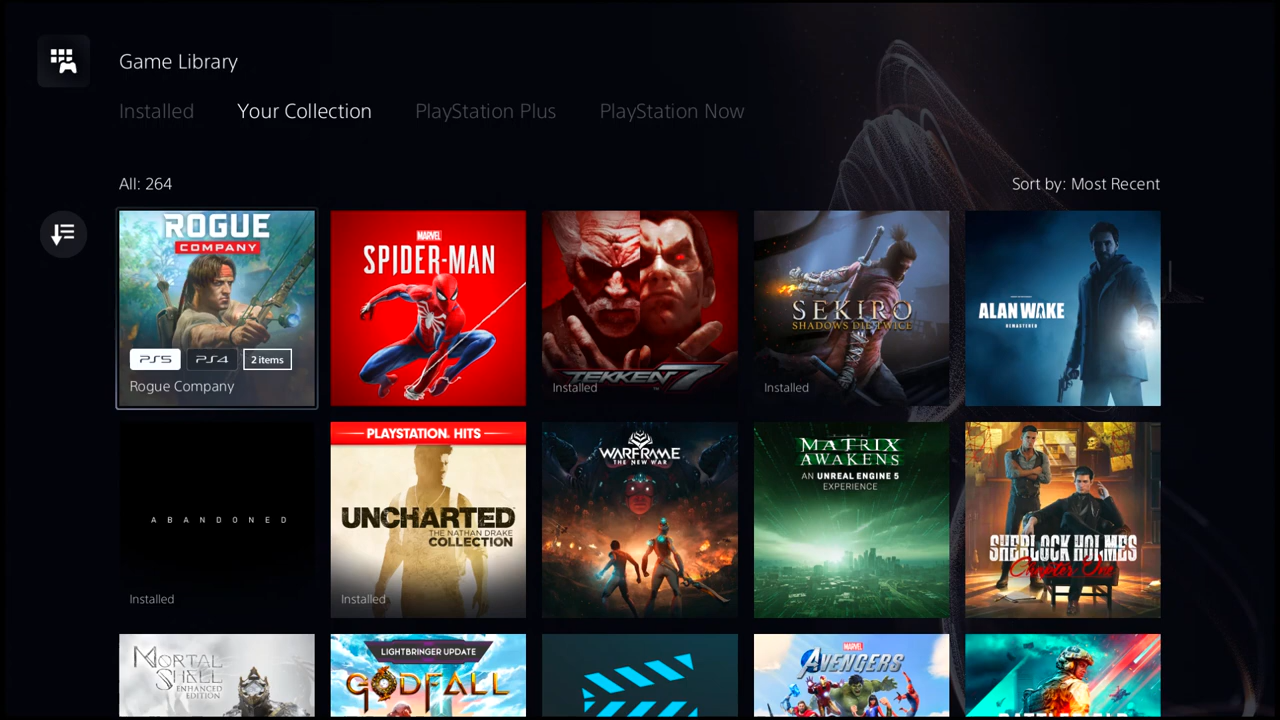 Game Library
Installed
Your Collection
PlayStation Plus
PlayStation Now
All: 264
Sort by: Most Recent
ROGUE
COMPANY
PS5
PS4
2 items
Rogue Company
MARVEL
SPIDER-MAN
TEKKEN 7
Installed
SEKIRO
SHADOWS DIE TWICE
Installed
ALAN WAKE
REMASTERED
ABANDONED
Installed
PLAYSTATION HITS
UNCHARTED
THE NATHAN DRAKE
COLLECTION
Installed
WARFRAME
THE NEW WAR
MATRIX
AWAKENS
AN UNREAL ENGINE 5
EXPERIENCE
SHERLOCK HOLMES
Chapter One
MORTAL
SHELL
ENHANCED
EDITION
LIGHTBRINGER UPDATE
GODFALL
MARVEL
AVENGERS